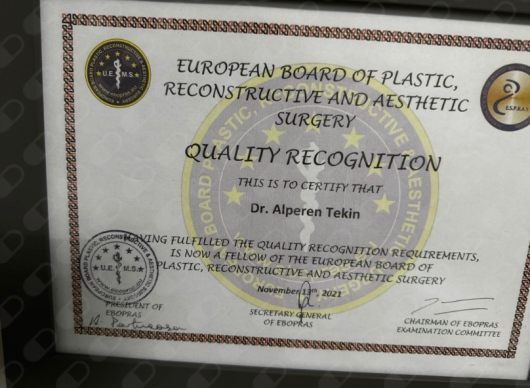 EUROPEAN BOARD OF PLASTIC,
RECONSTRUCTIVE AND AESTHETIC
SURGERY
QUALITY RECOGNITION
THIS IS TO CERTIFY THAT
Dr. Alperen Tekin
HAVING FULFILLED THE QUALITY RECOGNITION REQUIREMENTS,
IS NOW A FELLOW OF THE EUROPEAN BOARD OF
PLASTIC, RECONSTRUCTIVE AND AESTHETIC SURGERY
November 13th, 2021
PRESIDENT OF
EBOPRAS
SECRETARY GENERAL
OF EBOPRAS
CHAIRMAN OF EBOPRAS
EXAMINATION COMMITTEE
U.E.M.S.
E.S.P.R.A.S
U.E.M.S.